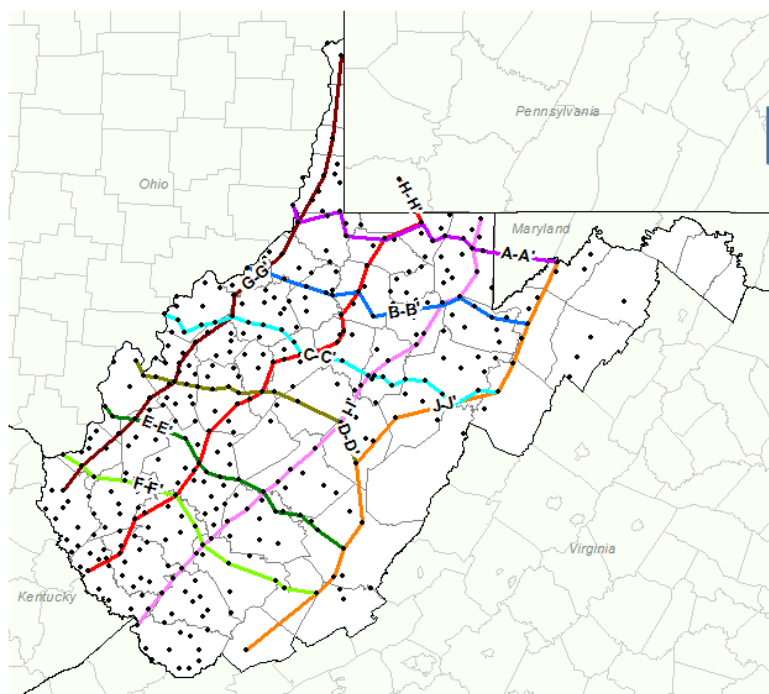 Pennsylvania
Ohio
H-H'
Maryland
A-A'
G-G'
B-B'
C-C'
I-I'
J-J'
E-E'
D-D'
F-F'
Virginia
Kentucky